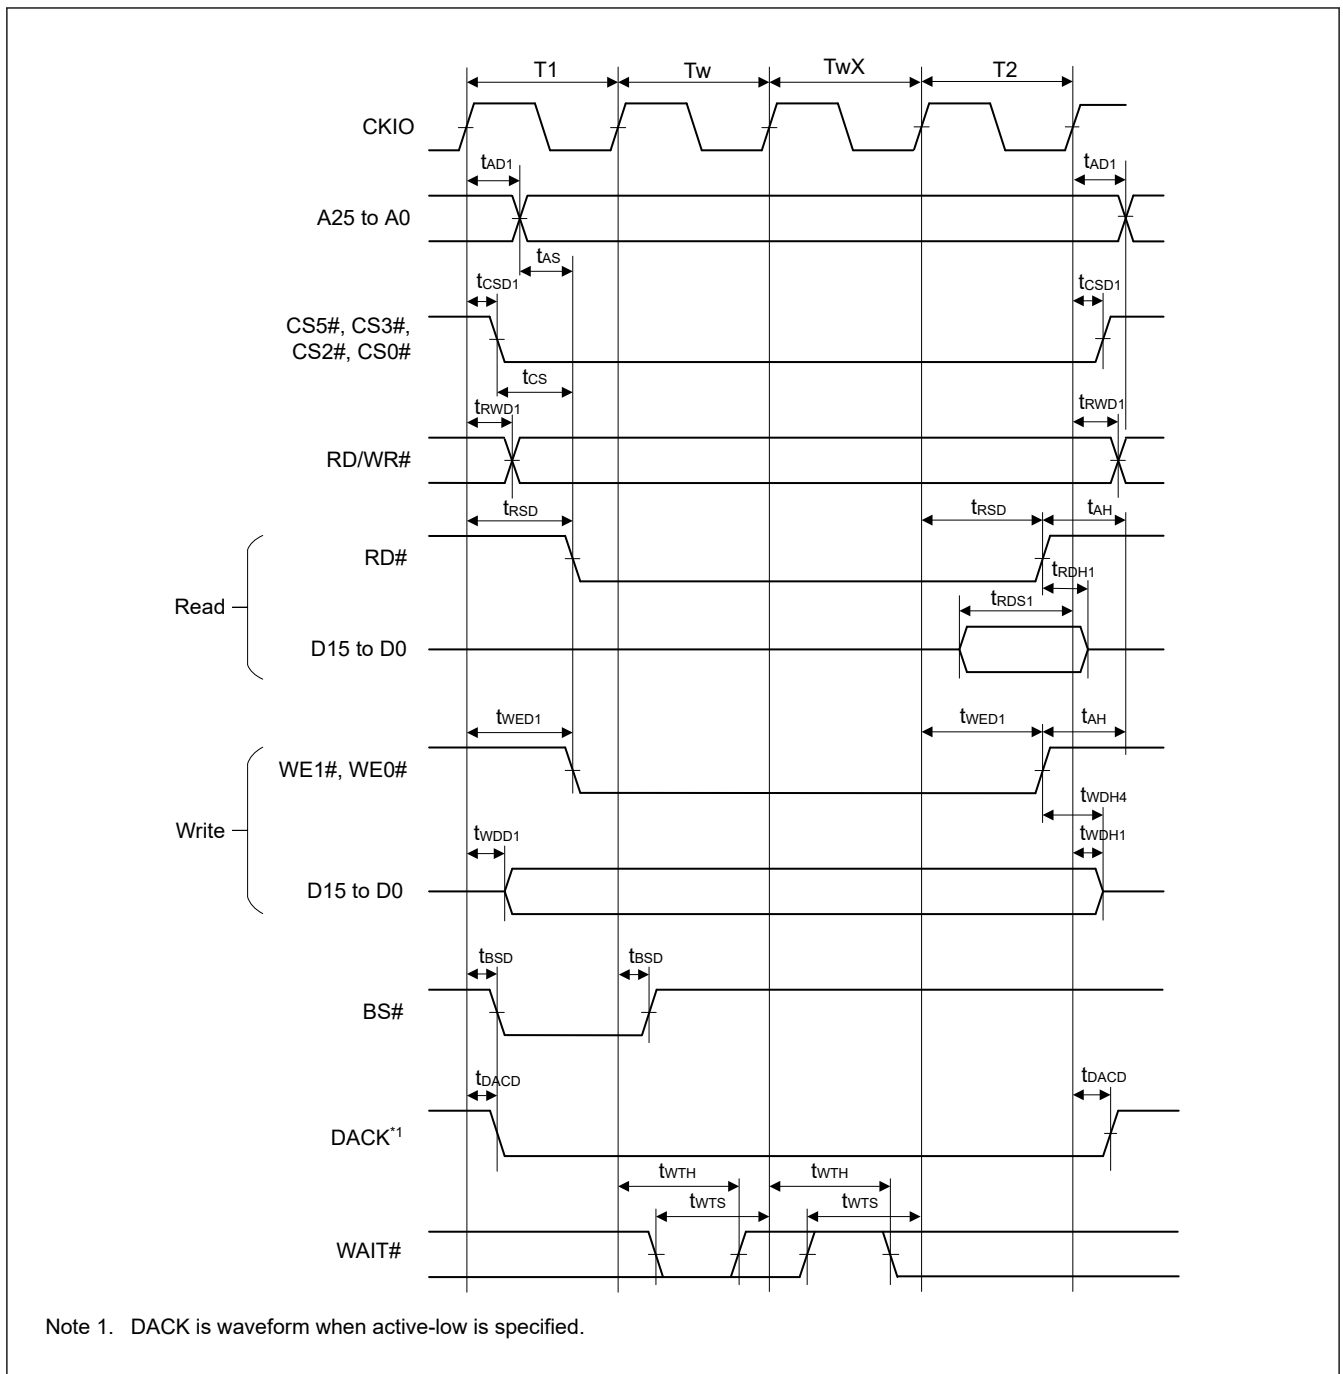 T1 Tw TwX T2
CKIO
tAD1 tAD1
A25 to A0
tAS
tCSD1 tCSD1
CS5#, CS3#,
CS2#, CS0#
tCS
tRWD1 tRWD1
RD/WR#
tRSD tRSD tAH
RD#
tRDH1
Read
tRDS1
D15 to D0
tWED1 tWED1 tAH
WE1#, WE0#
tWDH4
Write
tWDD1 tWDH1
D15 to D0
tBSD tBSD
BS#
tDACD tDACD
DACK*1
tWTH tWTH
tWTS tWTS
WAIT#
Note 1. DACK is waveform when active-low is specified.